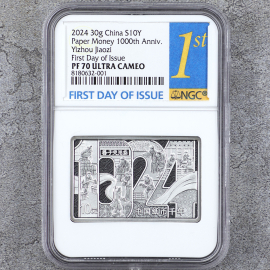 2024 30g China S10Y
Paper Money 1000th Anniv.
Yizhou Jiaozi
First Day of Issue
PF 70 ULTRA CAMEO
8180632-001
1st
FIRST DAY OF ISSUE
NGC
1024